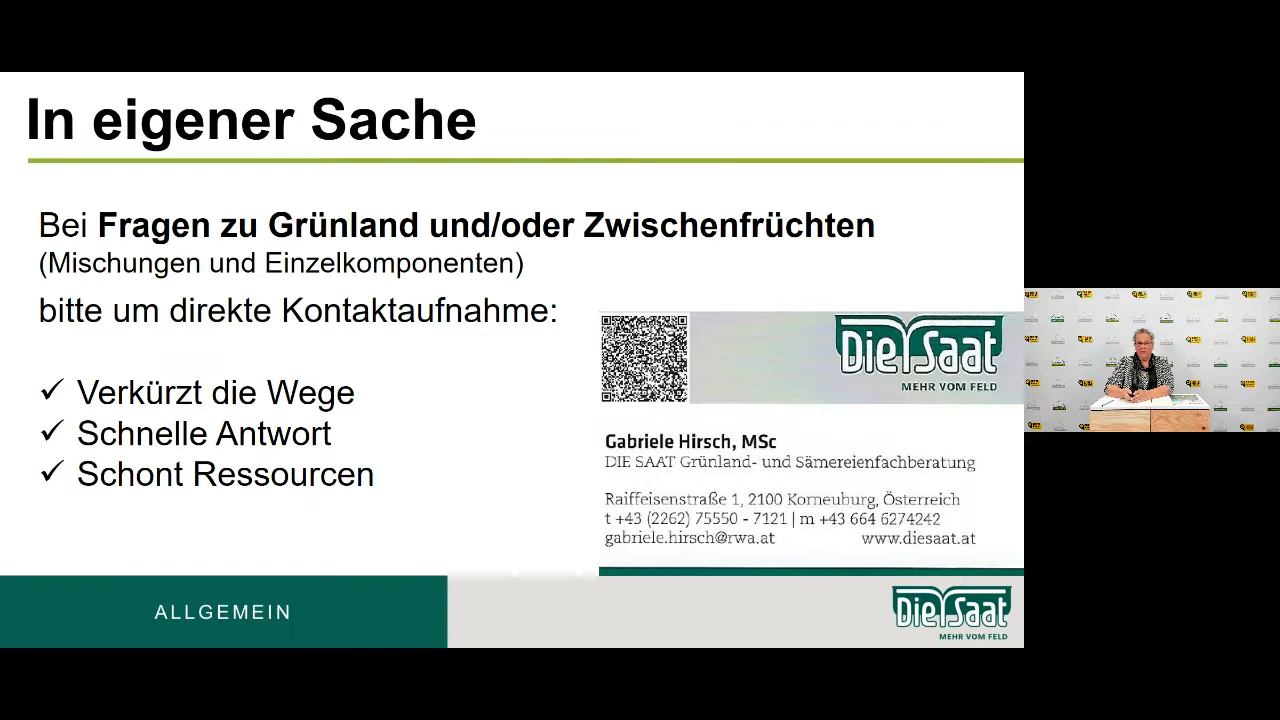 In eigener Sache
Bei Fragen zu Grünland und/oder Zwischenfrüchten
(Mischungen und Einzelkomponenten)
bitte um direkte Kontaktaufnahme:
✓ Verkürzt die Wege
✓ Schnelle Antwort
✓ Schont Ressourcen
Die Saat
MEHR VOM FELD
Gabriele Hirsch, MSc
DIE SAAT Grünland- und Sämereienfachberatung
Raiffeisenstraße 1, 2100 Korneuburg, Österreich
t +43 (2262) 75550 - 7121 | m +43 664 6274242
gabriele.hirsch@rwa.at www.diesaat.at
ALLGEMEIN
Die Saat
MEHR VOM FELD